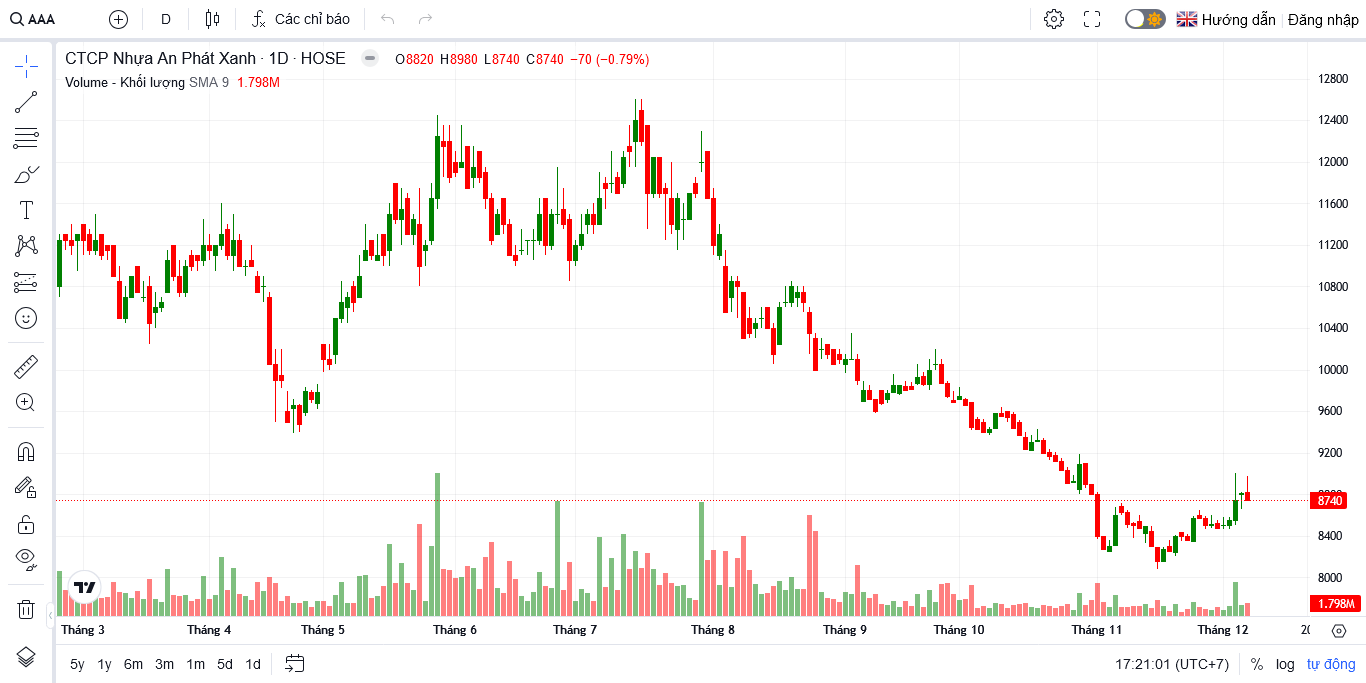 AAA D Các chỉ báo Hướng dẫn Đăng nhập
CTCP Nhựa An Phát Xanh · 1D · HOSE O8820 H8980 L8740 C8740 −70 (−0.79%)
Volume - Khối lượng SMA 9 1.798M
12800
12400
12000
11600
11200
10800
10400
10000
9600
9200
8740
8400
8000
1.798M
Tháng 3 Tháng 4 Tháng 5 Tháng 6 Tháng 7 Tháng 8 Tháng 9 Tháng 10 Tháng 11 Tháng 12
5y 1y 6m 3m 1m 5d 1d 17:21:01 (UTC+7) % log tự động